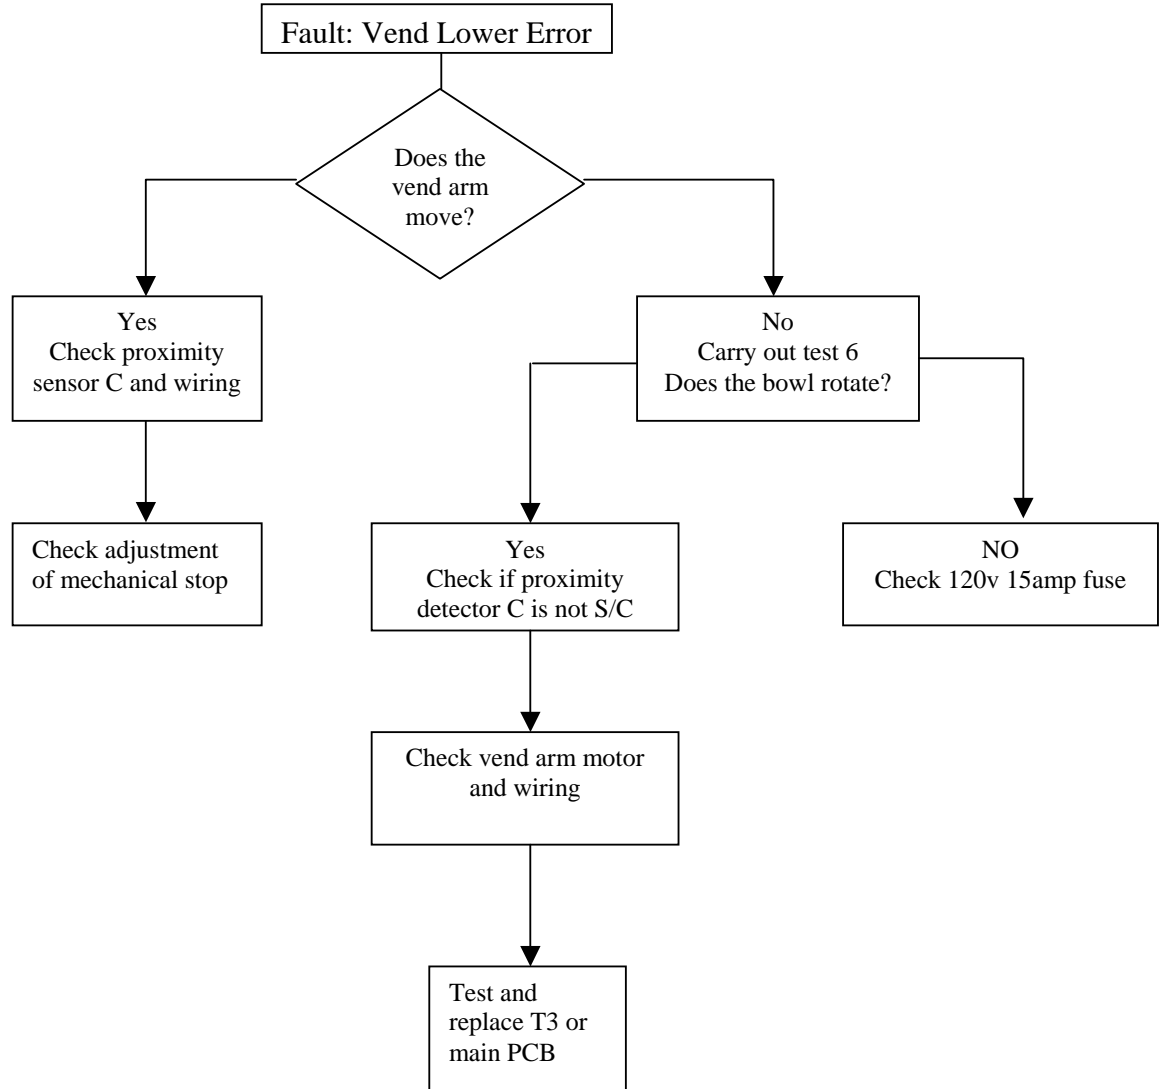 Fault: Vend Lower Error
Does the
vend arm
move?
Yes
Check proximity
sensor C and wiring
No
Carry out test 6
Does the bowl rotate?
Check adjustment
of mechanical stop
Yes
Check if proximity
detector C is not S/C
NO
Check 120v 15amp fuse
Check vend arm motor
and wiring
Test and
replace T3 or
main PCB